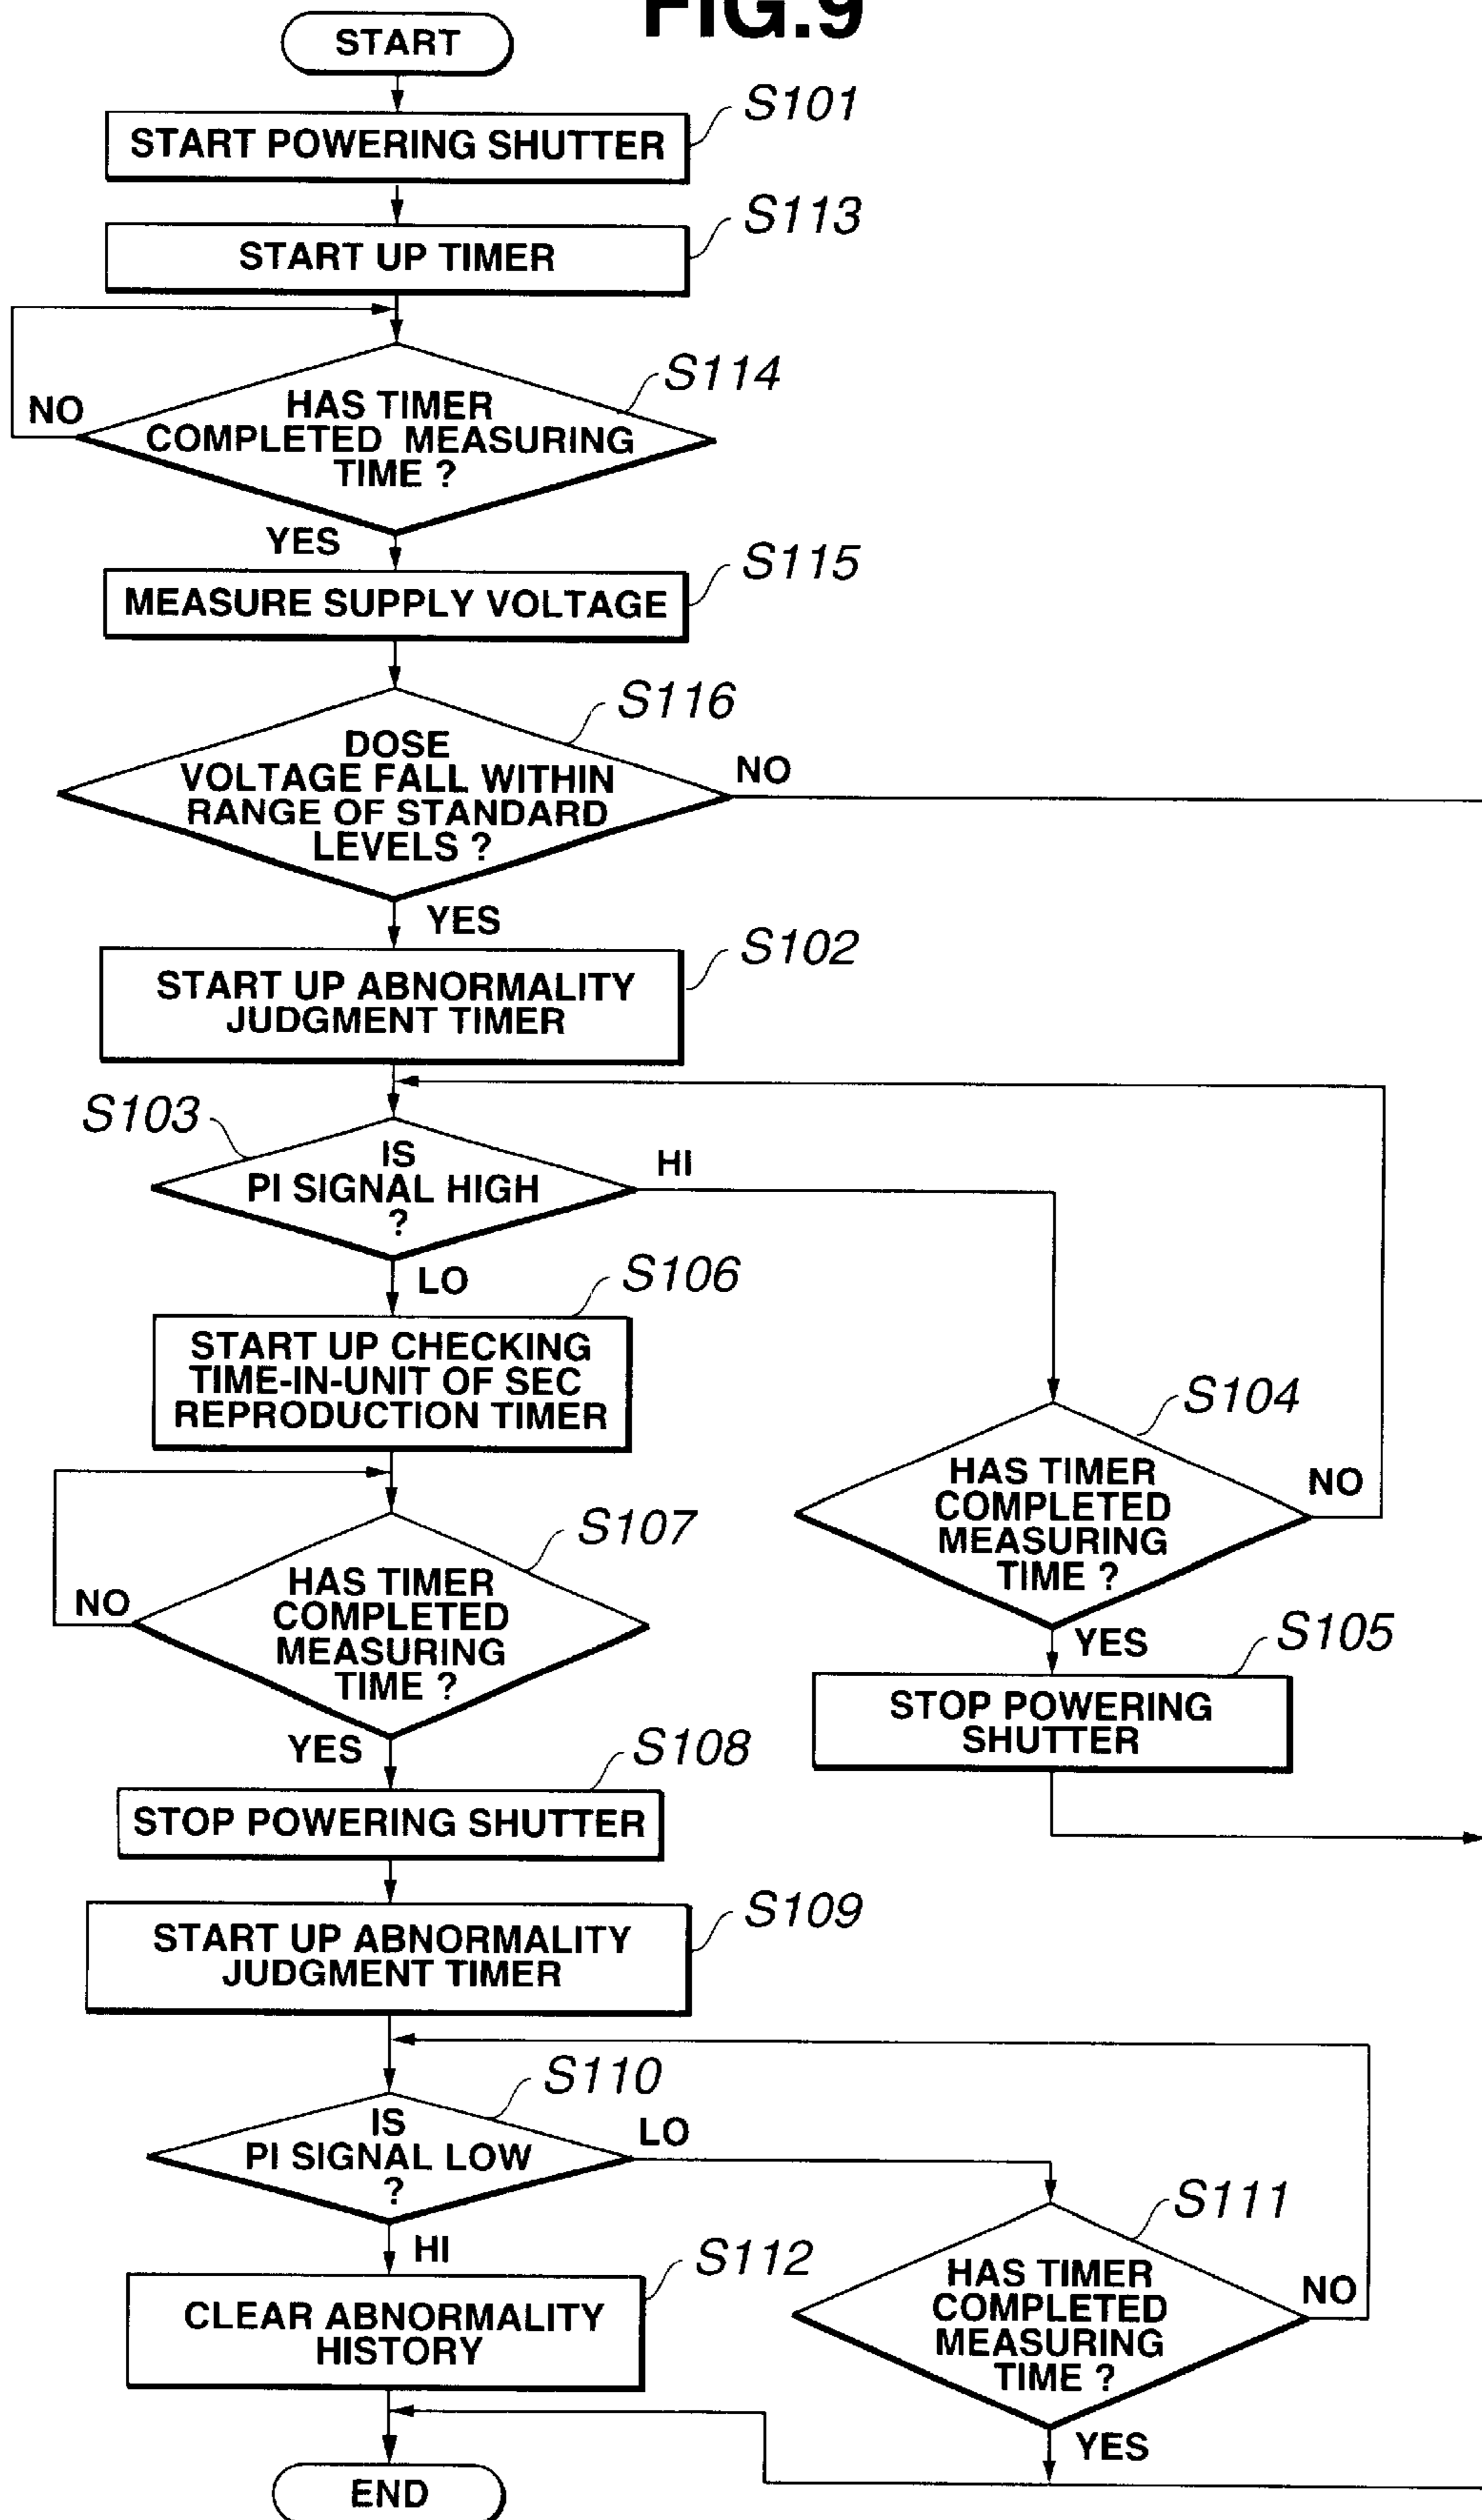 FIG.9
START
S101
START POWERING SHUTTER
S113
START UP TIMER
S114
HAS TIMER
COMPLETED MEASURING
TIME ?
NO
YES
S115
MEASURE SUPPLY VOLTAGE
S116
DOSE
VOLTAGE FALL WITHIN
RANGE OF STANDARD
LEVELS ?
NO
YES
S102
START UP ABNORMALITY
JUDGMENT TIMER
S103
IS
PI SIGNAL HIGH
?
HI
LO
S106
START UP CHECKING
TIME-IN-UNIT OF SEC
REPRODUCTION TIMER
S104
HAS TIMER
COMPLETED
MEASURING
TIME ?
NO
YES
S107
HAS TIMER
COMPLETED
MEASURING
TIME ?
NO
YES
S105
STOP POWERING
SHUTTER
S108
STOP POWERING SHUTTER
S109
START UP ABNORMALITY
JUDGMENT TIMER
S110
IS
PI SIGNAL LOW
?
LO
HI
S111
HAS TIMER
COMPLETED
MEASURING
TIME ?
NO
YES
S112
CLEAR ABNORMALITY
HISTORY
END